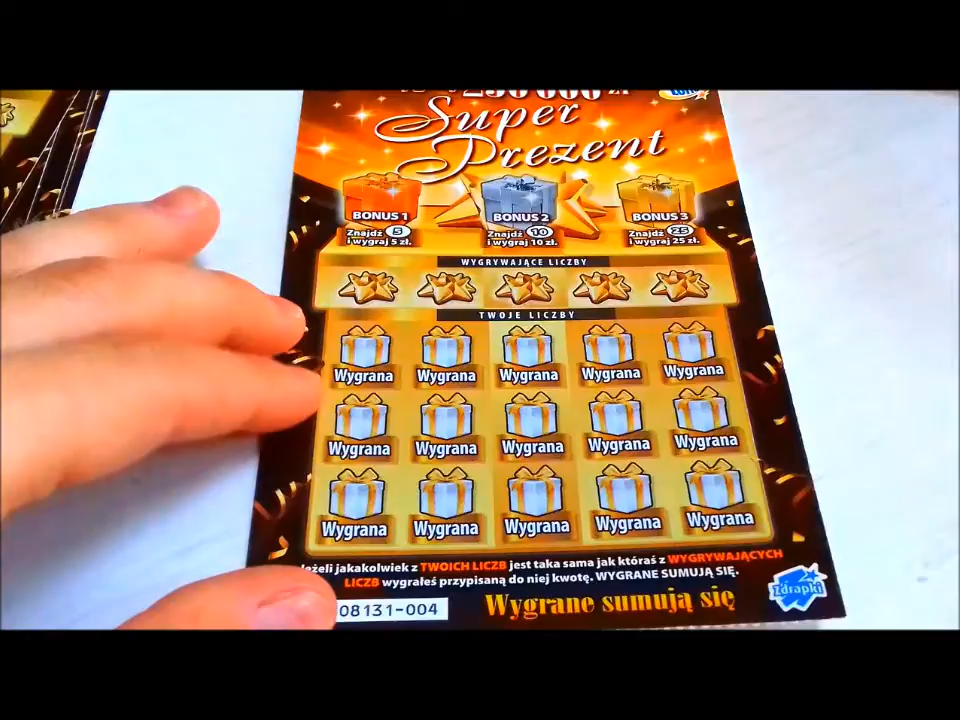 250 000 zł
Super
Prezent
BONUS 1
Znajdź 5
i wygraj 5 zł.
BONUS 2
Znajdź 10
i wygraj 10 zł.
BONUS 3
Znajdź 25
i wygraj 25 zł.
WYGRYWAJĄCE LICZBY
TWOJE LICZBY
Wygrana Wygrana Wygrana Wygrana Wygrana
Wygrana Wygrana Wygrana Wygrana Wygrana
Wygrana Wygrana Wygrana Wygrana Wygrana
Jeżeli jakakolwiek z TWOICH LICZB jest taka sama jak któraś z WYGRYWAJĄCYCH
LICZB wygrałeś przypisaną do niej kwotę. WYGRANE SUMUJĄ SIĘ.
08131-004
Wygrane sumują się
Zdrapki